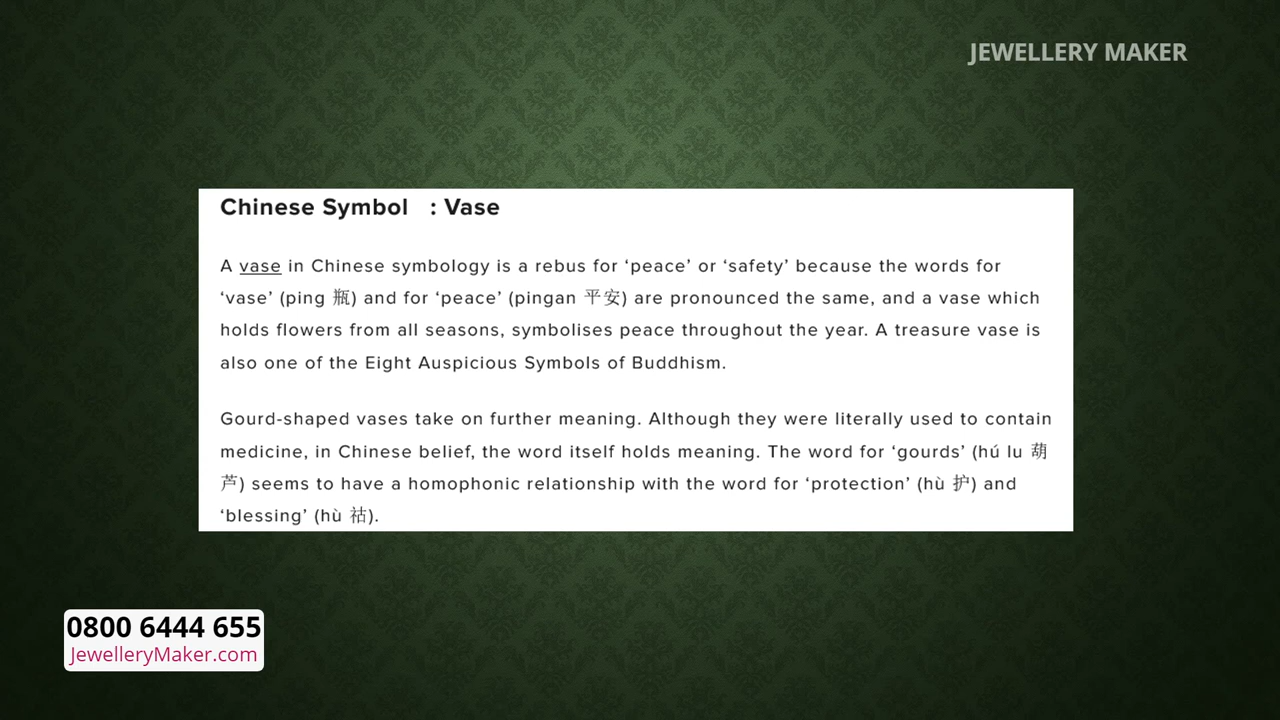 JEWELLERY MAKER
Chinese Symbol : Vase
A vase in Chinese symbology is a rebus for ‘peace’ or ‘safety’ because the words for
‘vase’ (ping 瓶) and for ‘peace’ (pingan 平安) are pronounced the same, and a vase which
holds flowers from all seasons, symbolises peace throughout the year. A treasure vase is
also one of the Eight Auspicious Symbols of Buddhism.
Gourd-shaped vases take on further meaning. Although they were literally used to contain
medicine, in Chinese belief, the word itself holds meaning. The word for ‘gourds’ (hú lu 葫
芦) seems to have a homophonic relationship with the word for ‘protection’ (hù 护) and
‘blessing’ (hù 祜).
0800 6444 655
JewelleryMaker.com